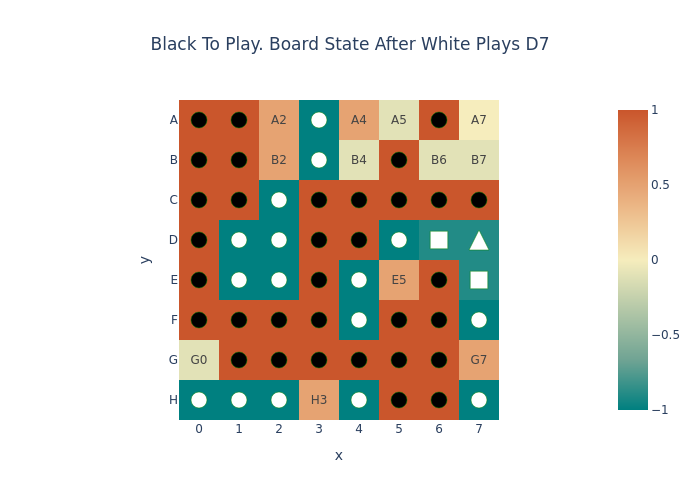 Black To Play. Board State After White Plays D7
A A2 A4 A5 A7
B B2 B4 B6 B7
C
D
E E5
F
G G0 G7
H H3
0 1 2 3 4 5 6 7
x
y
1
0.5
0
−0.5
−1